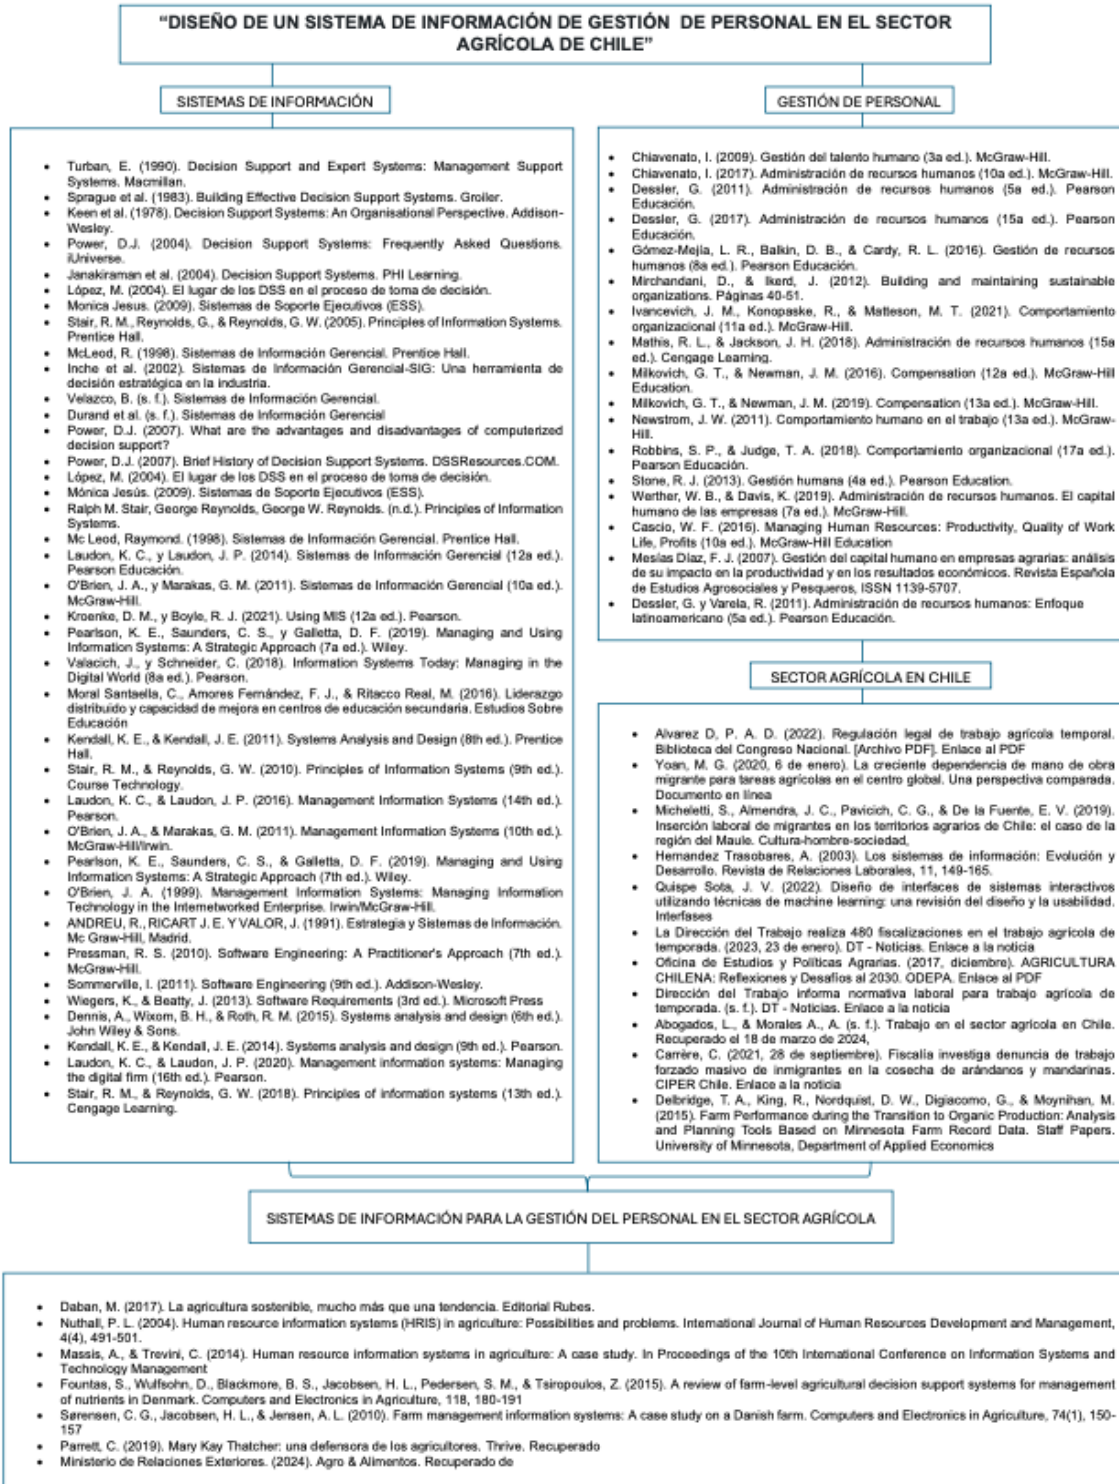 “DISEÑO DE UN SISTEMA DE INFORMACIÓN DE GESTIÓN DE PERSONAL EN EL SECTOR
AGRÍCOLA DE CHILE”
SISTEMAS DE INFORMACIÓN
• Turban, E. (1990). Decision Support and Expert Systems: Management Support
Systems. Macmillan.
• Sprague et al. (1983). Building Effective Decision Support Systems. Groiler.
• Keen et al. (1978). Decision Support Systems: An Organisational Perspective. Addison-
Wesley.
• Power, D.J. (2004). Decision Support Systems: Frequently Asked Questions.
iUniverse.
• Janakiraman et al. (2004). Decision Support Systems. PHI Learning.
• López, M. (2004). El lugar de los DSS en el proceso de toma de decisión.
• Monica Jesus. (2009). Sistemas de Soporte Ejecutivos (ESS).
• Stair, R. M., Reynolds, G., & Reynolds, G. W. (2005). Principles of Information Systems.
Prentice Hall.
• McLeod, R. (1998). Sistemas de Información Gerencial. Prentice Hall.
• Inche et al. (2002). Sistemas de Información Gerencial-SIG: Una herramienta de
decisión estratégica en la industria.
• Velazco, B. (s. f.). Sistemas de Información Gerencial.
• Durand et al. (s. f.). Sistemas de Información Gerencial
• Power, D.J. (2007). What are the advantages and disadvantages of computerized
decision support?
• Power, D.J. (2007). Brief History of Decision Support Systems. DSSResources.COM.
• López, M. (2004). El lugar de los DSS en el proceso de toma de decisión.
• Mónica Jesús. (2009). Sistemas de Soporte Ejecutivos (ESS).
• Ralph M. Stair, George Reynolds, George W. Reynolds. (n.d.). Principles of Information
Systems.
• Mc Leod, Raymond. (1998). Sistemas de Información Gerencial. Prentice Hall.
• Laudon, K. C., y Laudon, J. P. (2014). Sistemas de Información Gerencial (12a ed.).
Pearson Educación.
• O'Brien, J. A., y Marakas, G. M. (2011). Sistemas de Información Gerencial (10a ed.).
McGraw-Hill.
• Kroenke, D. M., y Boyle, R. J. (2021). Using MIS (12a ed.). Pearson.
• Pearlson, K. E., Saunders, C. S., y Galletta, D. F. (2019). Managing and Using
Information Systems: A Strategic Approach (7a ed.). Wiley.
• Valacich, J., y Schneider, C. (2018). Information Systems Today: Managing in the
Digital World (8a ed.). Pearson.
• Moral Santaella, C., Amores Fernández, F. J., & Ritacco Real, M. (2016). Liderazgo
distribuido y capacidad de mejora en centros de educación secundaria. Estudios Sobre
Educación
• Kendall, K. E., & Kendall, J. E. (2011). Systems Analysis and Design (8th ed.). Prentice
Hall.
• Stair, R. M., & Reynolds, G. W. (2010). Principles of Information Systems (9th ed.).
Course Technology.
• Laudon, K. C., & Laudon, J. P. (2016). Management Information Systems (14th ed.).
Pearson.
• O'Brien, J. A., & Marakas, G. M. (2011). Management Information Systems (10th ed.).
McGraw-Hill/Irwin.
• Pearlson, K. E., Saunders, C. S., & Galletta, D. F. (2019). Managing and Using
Information Systems: A Strategic Approach (7th ed.). Wiley.
• O'Brien, J. A. (1999). Management Information Systems: Managing Information
Technology in the Internetworked Enterprise. Irwin/McGraw-Hill.
• ANDREU, R., RICART J. E. Y VALOR, J. (1991). Estrategia y Sistemas de Información.
Mc Graw-Hill, Madrid.
• Pressman, R. S. (2010). Software Engineering: A Practitioner's Approach (7th ed.).
McGraw-Hill.
• Sommerville, I. (2011). Software Engineering (9th ed.). Addison-Wesley.
• Wiegers, K., & Beatty, J. (2013). Software Requirements (3rd ed.). Microsoft Press
• Dennis, A., Wixom, B. H., & Roth, R. M. (2015). Systems analysis and design (6th ed.).
John Wiley & Sons.
• Kendall, K. E., & Kendall, J. E. (2014). Systems analysis and design (9th ed.). Pearson.
• Laudon, K. C., & Laudon, J. P. (2020). Management information systems: Managing
the digital firm (16th ed.). Pearson.
• Stair, R. M., & Reynolds, G. W. (2018). Principles of information systems (13th ed.).
Cengage Learning.
GESTIÓN DE PERSONAL
• Chiavenato, I. (2009). Gestión del talento humano (3a ed.). McGraw-Hill.
• Chiavenato, I. (2017). Administración de recursos humanos (10a ed.). McGraw-Hill.
• Dessler, G. (2011). Administración de recursos humanos (5a ed.). Pearson
Educación.
• Dessler, G. (2017). Administración de recursos humanos (15a ed.). Pearson
Educación.
• Gómez-Mejía, L. R., Balkin, D. B., & Cardy, R. L. (2016). Gestión de recursos
humanos (8a ed.). Pearson Educación.
• Mirchandani, D., & Ikerd, J. (2012). Building and maintaining sustainable
organizations. Páginas 40-51.
• Ivancevich, J. M., Konopaske, R., & Matteson, M. T. (2021). Comportamiento
organizacional (11a ed.). McGraw-Hill.
• Mathis, R. L., & Jackson, J. H. (2018). Administración de recursos humanos (15a
ed.). Cengage Learning.
• Milkovich, G. T., & Newman, J. M. (2016). Compensation (12a ed.). McGraw-Hill
Education.
• Milkovich, G. T., & Newman, J. M. (2019). Compensation (13a ed.). McGraw-Hill.
• Newstrom, J. W. (2011). Comportamiento humano en el trabajo (13a ed.). McGraw-
Hill.
• Robbins, S. P., & Judge, T. A. (2018). Comportamiento organizacional (17a ed.).
Pearson Educación.
• Stone, R. J. (2013). Gestión humana (4a ed.). Pearson Education.
• Werther, W. B., & Davis, K. (2019). Administración de recursos humanos. El capital
humano de las empresas (7a ed.). McGraw-Hill.
• Cascio, W. F. (2016). Managing Human Resources: Productivity, Quality of Work
Life, Profits (10a ed.). McGraw-Hill Education
• Mesías Díaz, F. J. (2007). Gestión del capital humano en empresas agrarias: análisis
de su impacto en la productividad y en los resultados económicos. Revista Española
de Estudios Agrosociales y Pesqueros, ISSN 1139-5707.
• Dessler, G. y Varela, R. (2011). Administración de recursos humanos: Enfoque
latinoamericano (5a ed.). Pearson Educación.
SECTOR AGRÍCOLA EN CHILE
• Alvarez D, P. A. D. (2022). Regulación legal de trabajo agrícola temporal.
Biblioteca del Congreso Nacional. [Archivo PDF]. Enlace al PDF
• Yoan, M. G. (2020, 6 de enero). La creciente dependencia de mano de obra
migrante para tareas agrícolas en el centro global. Una perspectiva comparada.
Documento en línea
• Micheletti, S., Almendra, J. C., Pavicich, C. G., & De la Fuente, E. V. (2019).
Inserción laboral de migrantes en los territorios agrarios de Chile: el caso de la
región del Maule. Cultura-hombre-sociedad,
• Hernandez Trasobares, A. (2003). Los sistemas de información: Evolución y
Desarrollo. Revista de Relaciones Laborales, 11, 149-165.
• Quispe Sota, J. V. (2022). Diseño de interfaces de sistemas interactivos
utilizando técnicas de machine learning: una revisión del diseño y la usabilidad.
Interfases
• La Dirección del Trabajo realiza 480 fiscalizaciones en el trabajo agrícola de
temporada. (2023, 23 de enero). DT - Noticias. Enlace a la noticia
• Oficina de Estudios y Políticas Agrarias. (2017, diciembre). AGRICULTURA
CHILENA: Reflexiones y Desafíos al 2030. ODEPA. Enlace al PDF
• Dirección del Trabajo informa normativa laboral para trabajo agrícola de
temporada. (s. f.). DT - Noticias. Enlace a la noticia
• Abogados, L., & Morales A., A. (s. f.). Trabajo en el sector agrícola en Chile.
Recuperado el 18 de marzo de 2024,
• Carrère, C. (2021, 28 de septiembre). Fiscalía investiga denuncia de trabajo
forzado masivo de inmigrantes en la cosecha de arándanos y mandarinas.
CIPER Chile. Enlace a la noticia
• Delbridge, T. A., King, R., Nordquist, D. W., Digiacomo, G., & Moynihan, M.
(2015). Farm Performance during the Transition to Organic Production: Analysis
and Planning Tools Based on Minnesota Farm Record Data. Staff Papers.
University of Minnesota, Department of Applied Economics
SISTEMAS DE INFORMACIÓN PARA LA GESTIÓN DEL PERSONAL EN EL SECTOR AGRÍCOLA
• Daban, M. (2017). La agricultura sostenible, mucho más que una tendencia. Editorial Rubes.
• Nuthall, P. L. (2004). Human resource information systems (HRIS) in agriculture: Possibilities and problems. International Journal of Human Resources Development and Management,
4(4), 491-501.
• Massis, A., & Trevini, C. (2014). Human resource information systems in agriculture: A case study. In Proceedings of the 10th International Conference on Information Systems and
Technology Management
• Fountas, S., Wulfsohn, D., Blackmore, B. S., Jacobsen, H. L., Pedersen, S. M., & Tsiropoulos, Z. (2015). A review of farm-level agricultural decision support systems for management
of nutrients in Denmark. Computers and Electronics in Agriculture, 118, 180-191
• Sørensen, C. G., Jacobsen, H. L., & Jensen, A. L. (2010). Farm management information systems: A case study on a Danish farm. Computers and Electronics in Agriculture, 74(1), 150-
157
• Parrett, C. (2019). Mary Kay Thatcher: una defensora de los agricultores. Thrive. Recuperado
• Ministerio de Relaciones Exteriores. (2024). Agro & Alimentos. Recuperado de